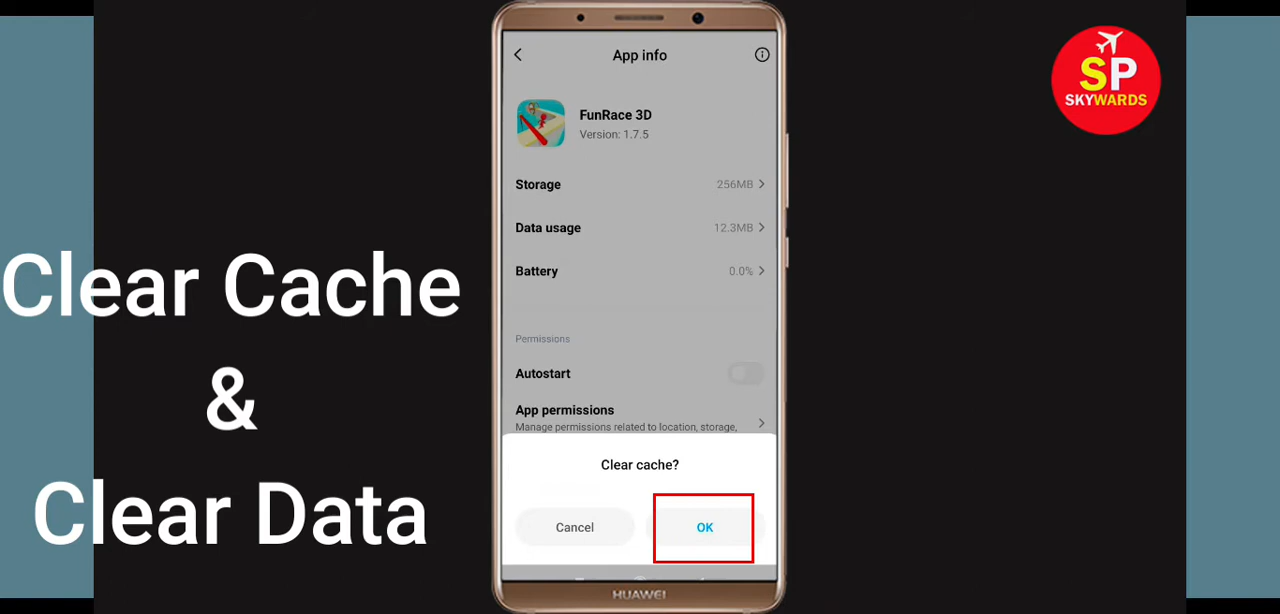 App info
FunRace 3D
Version: 1.7.5
Storage 256MB
Data usage 12.3MB
Battery 0.0%
Permissions
Autostart
App permissions
Manage permissions related to location, storage,
Clear cache?
Cancel OK
HUAWEI
Clear Cache
&
Clear Data
SP
SKYWARDS